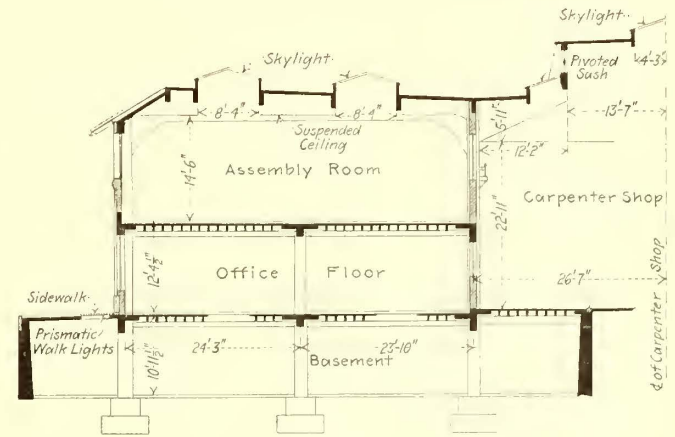 Skylight
Skylight
Pivoted
Sash
4'-3"
13'-7"
8'-4"
8'-4"
Suspended
Ceiling
5'-11"
12'-2"
14'-6"
Assembly Room
Carpenter Shop
22'-11"
12'-4½"
Office Floor
26'-7"
Sidewalk
Prismatic
Walk Lights
24'-3"
23'-10"
Basement
10'-11½"
¢ of Carpenter Shop